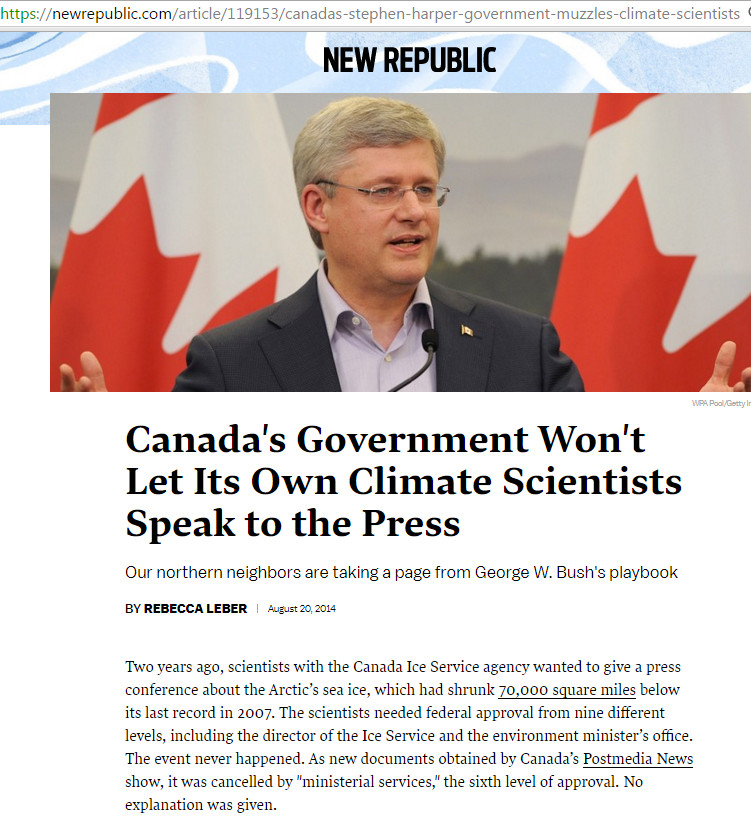 https://newrepublic.com/article/119153/canadas-stephen-harper-government-muzzles-climate-scientists
NEW REPUBLIC
WPA Pool/Getty
Canada's Government Won't
Let Its Own Climate Scientists
Speak to the Press
Our northern neighbors are taking a page from George W. Bush's playbook
BY REBECCA LEBER | August 20, 2014
Two years ago, scientists with the Canada Ice Service agency wanted to give a press
conference about the Arctic’s sea ice, which had shrunk 70,000 square miles below
its last record in 2007. The scientists needed federal approval from nine different
levels, including the director of the Ice Service and the environment minister’s office.
The event never happened. As new documents obtained by Canada’s Postmedia News
show, it was cancelled by "ministerial services," the sixth level of approval. No
explanation was given.